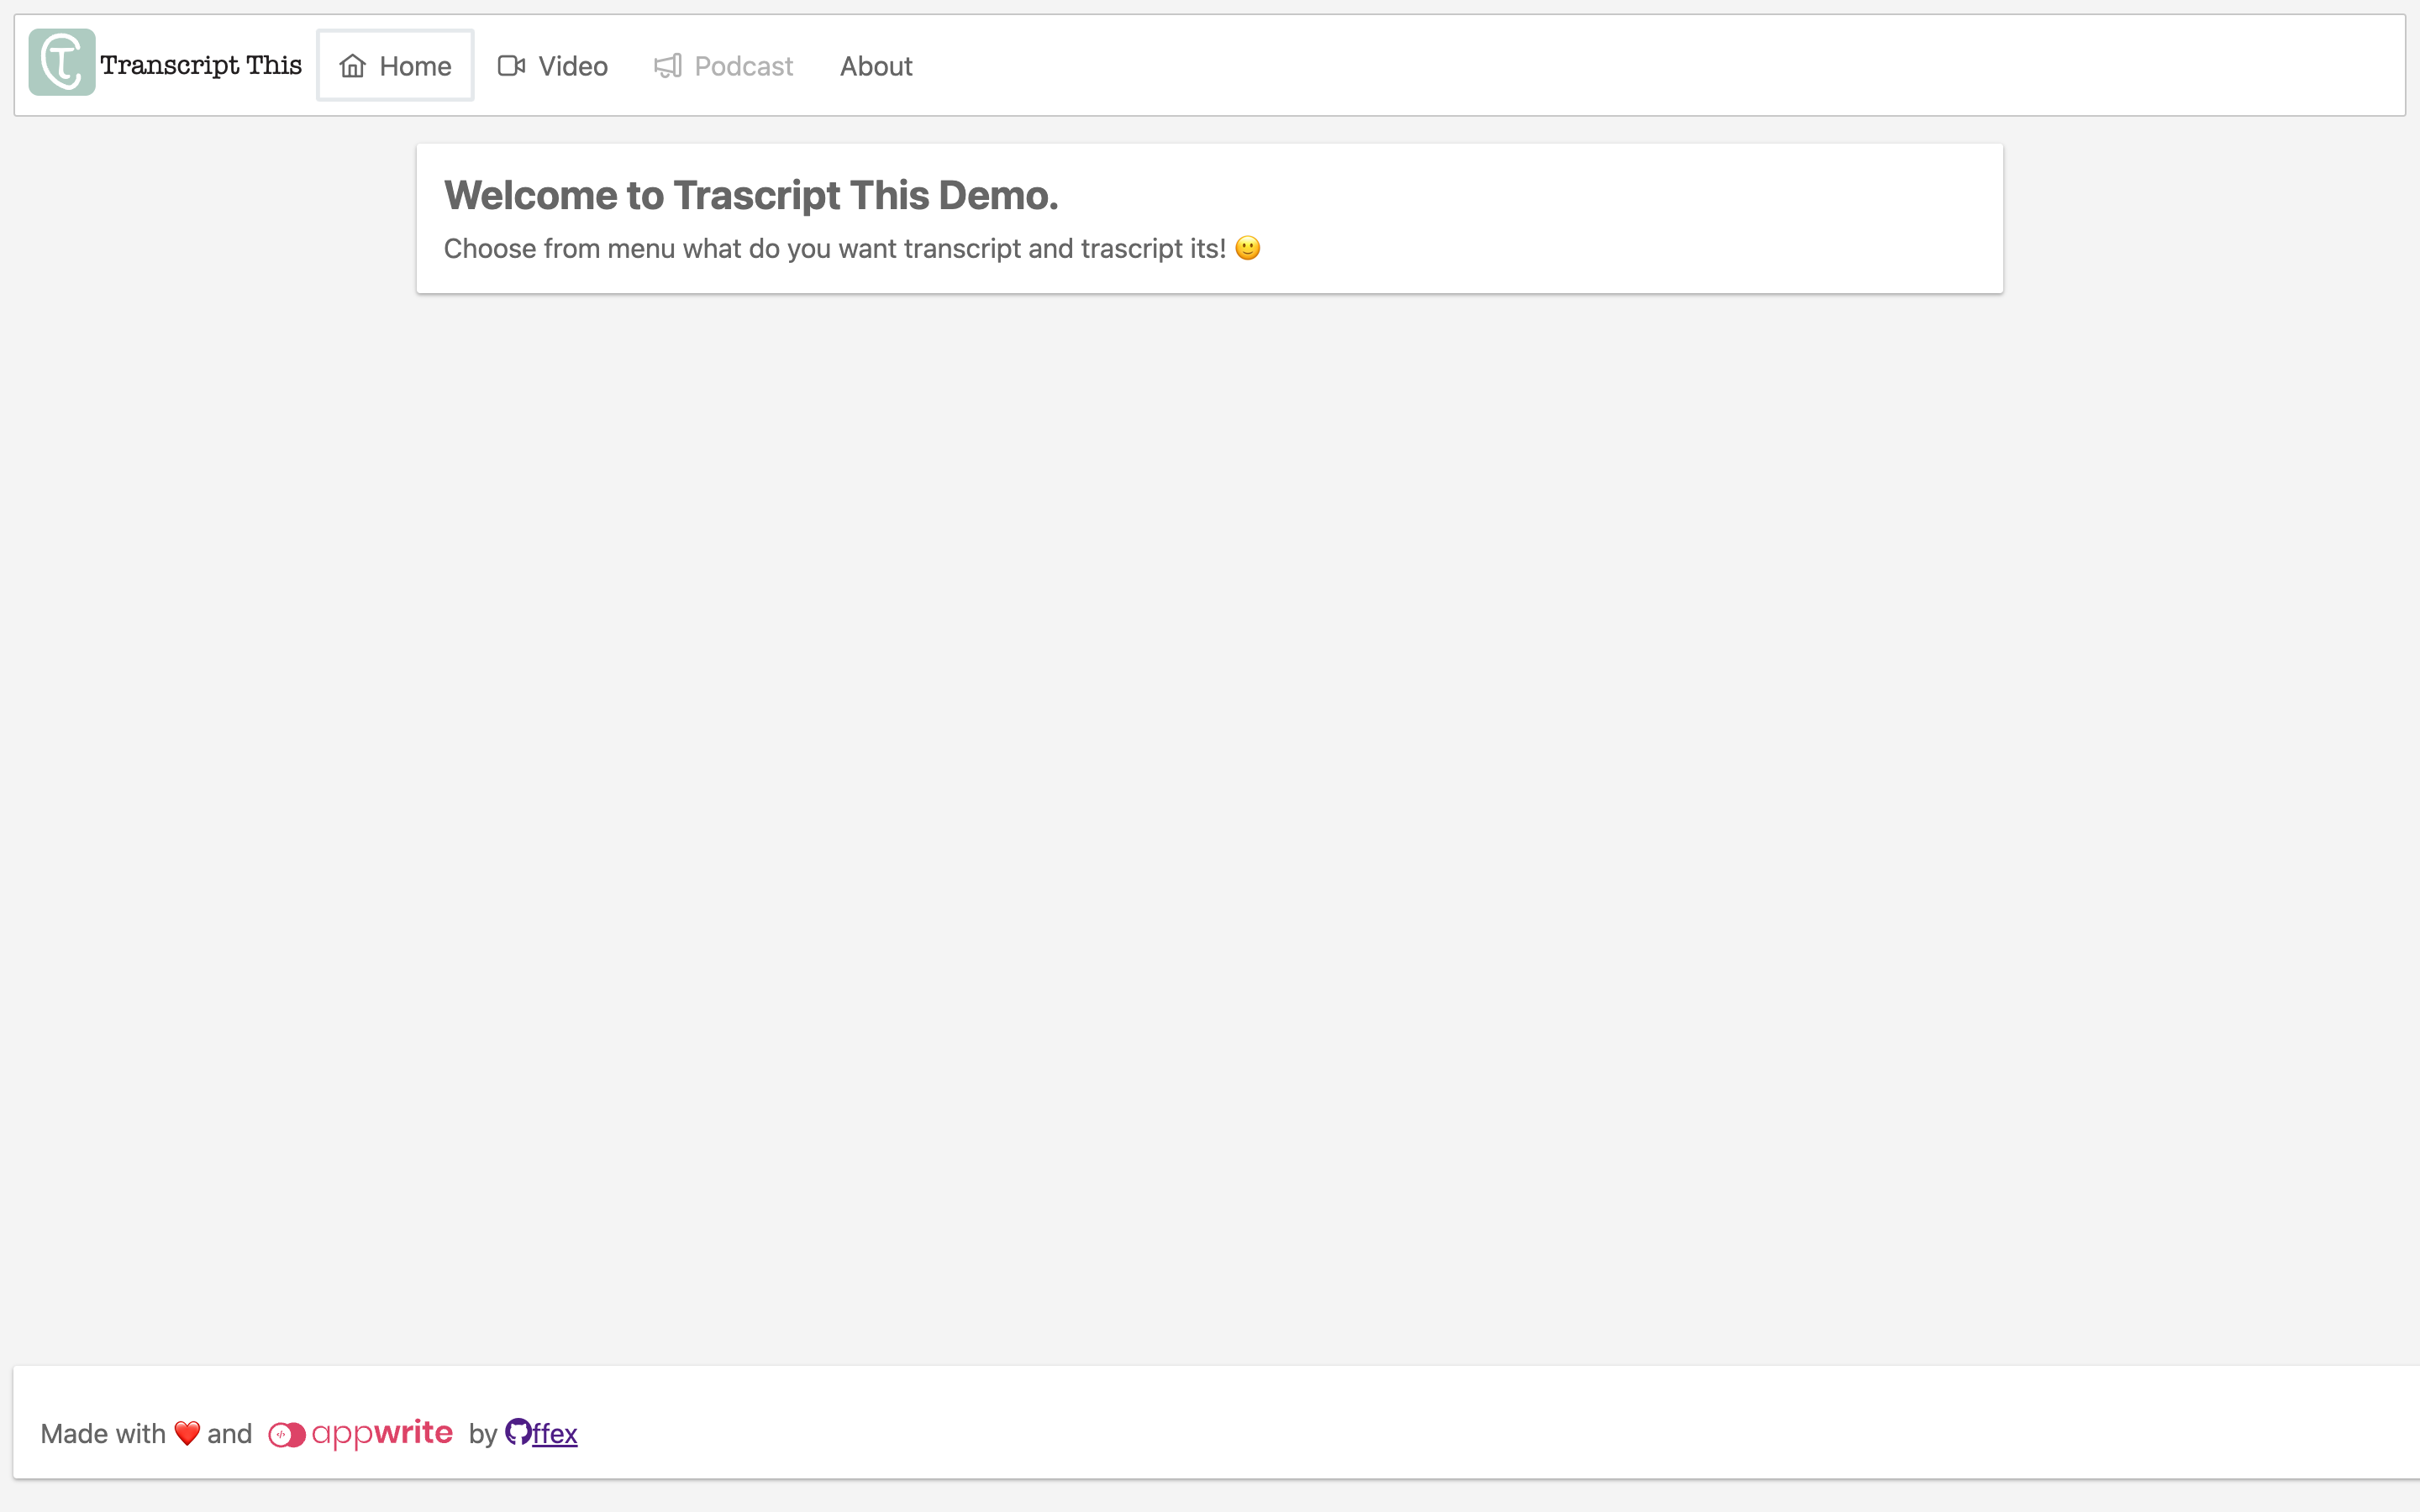 Transcript This Home Video Podcast About
Welcome to Trascript This Demo.
Choose from menu what do you want transcript and trascript its! 🙂
Made with ❤️ and appwrite by ffex